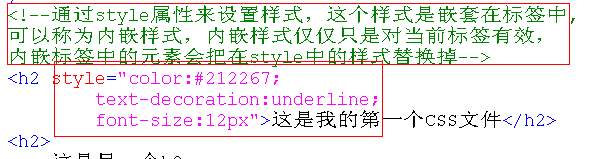 <!--通过style属性来设置样式，这个样式是嵌套在标签中，
可以称为内嵌样式，内嵌样式仅仅只是对当前标签有效，
内嵌标签中的元素会把在style中的样式替换掉-->
<h2 style="color:#212267;
text-decoration:underline;
font-size:12px">这是我的第一个CSS文件</h2>
<h2>